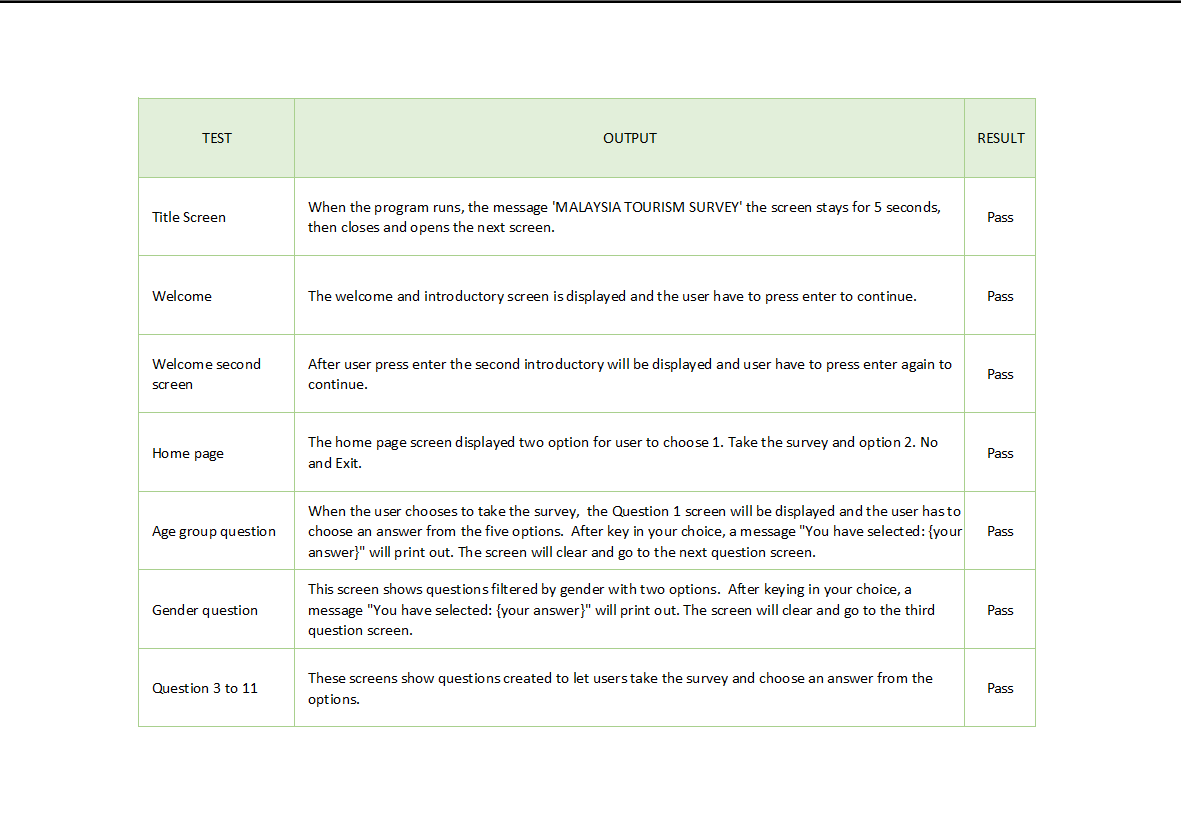 TEST
OUTPUT
RESULT
Title Screen
When the program runs, the message 'MALAYSIA TOURISM SURVEY' the screen stays for 5 seconds,
then closes and opens the next screen.
Pass
Welcome
The welcome and introductory screen is displayed and the user have to press enter to continue.
Pass
Welcome second
screen
After user press enter the second introductory will be displayed and user have to press enter again to
continue.
Pass
Home page
The home page screen displayed two option for user to choose 1. Take the survey and option 2. No
and Exit.
Pass
Age group question
When the user chooses to take the survey,  the Question 1 screen will be displayed and the user has to
choose an answer from the five options.  After key in your choice, a message "You have selected: {your
answer}" will print out. The screen will clear and go to the next question screen.
Pass
Gender question
This screen shows questions filtered by gender with two options.  After keying in your choice, a
message "You have selected: {your answer}" will print out. The screen will clear and go to the third
question screen.
Pass
Question 3 to 11
These screens show questions created to let users take the survey and choose an answer from the
options.
Pass